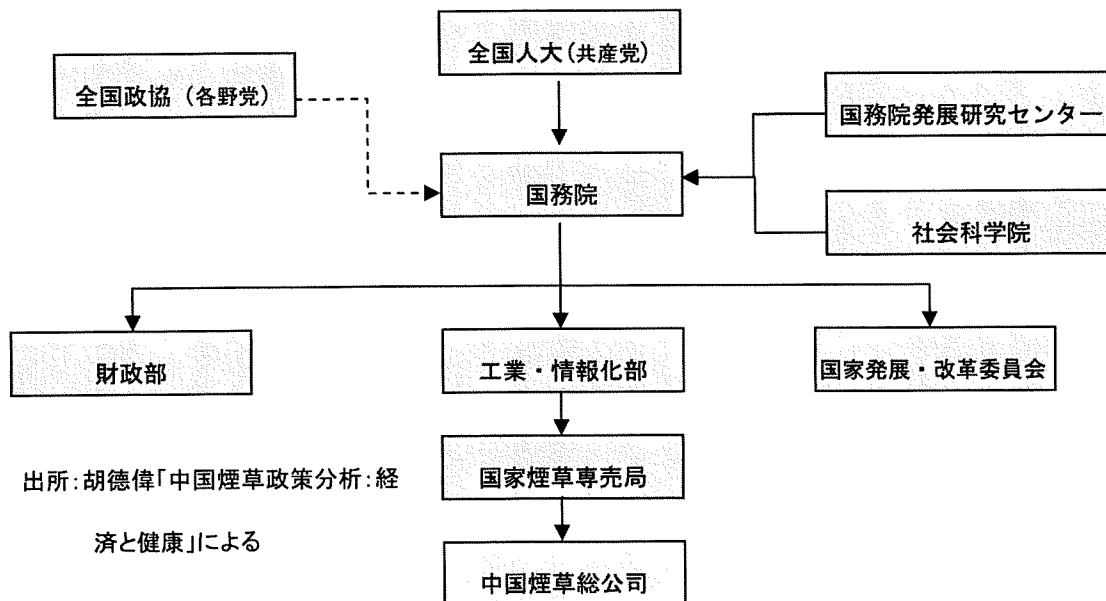 全国人大（共産党）
全国政協（各野党）
国務院発展研究センター
国務院
社会科学院
財政部
工業・情報化部
国家発展・改革委員会
国家煙草専売局
出所：胡徳偉「中国煙草政策分析：経
済と健康」による
中国煙草総公司